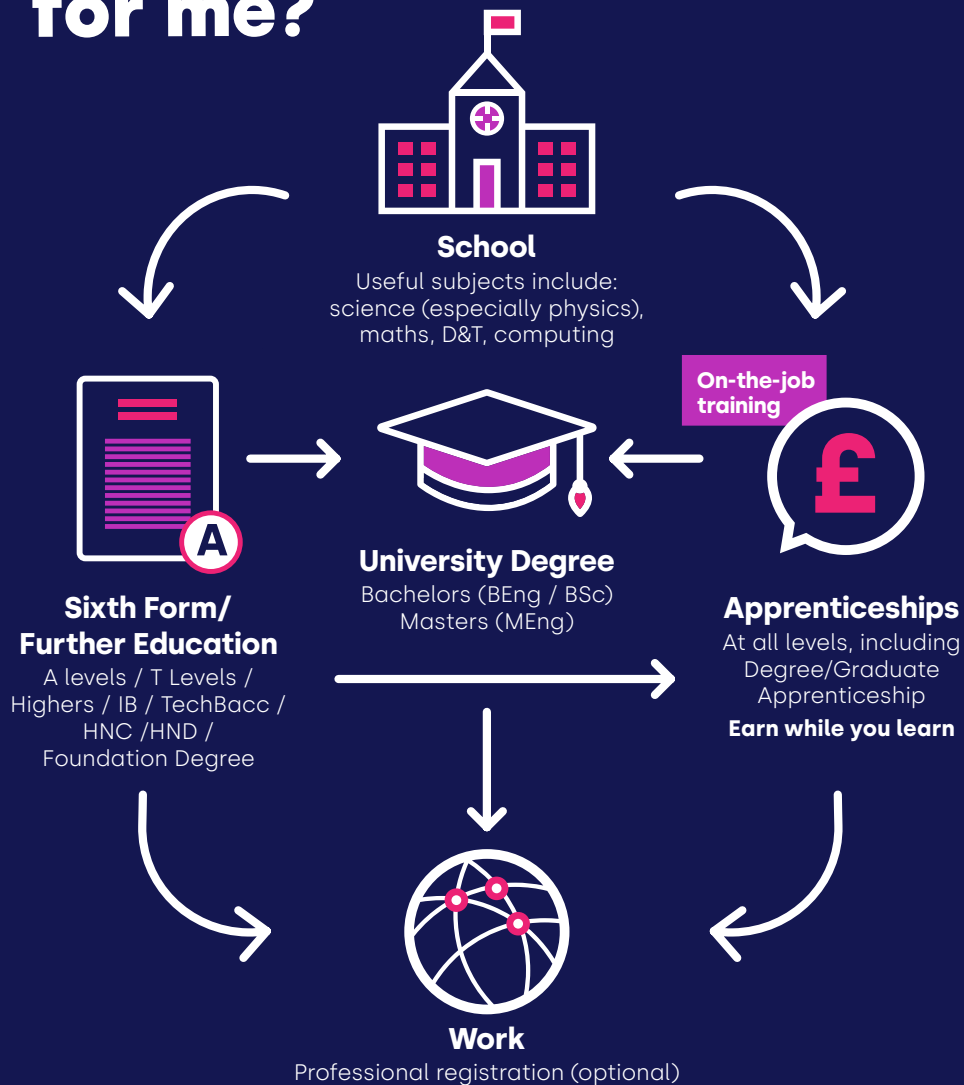 for me?
School
Useful subjects include:
science (especially physics),
maths, D&T, computing
On-the-job
training
£
A
University Degree
Bachelors (BEng / BSc)
Masters (MEng)
Sixth Form/
Further Education
A levels / T Levels /
Highers / IB / TechBacc /
HNC /HND /
Foundation Degree
Apprenticeships
At all levels, including
Degree/Graduate
Apprenticeship
Earn while you learn
Work
Professional registration (optional)